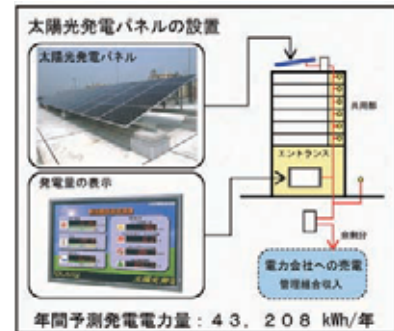 太陽光発電パネルの設置
太陽光発電パネル
共用部
エントランス
発電量の表示
余剰分
電力会社への売電
管理組合収入
年間予測発電電力量：43，208 kWh/年